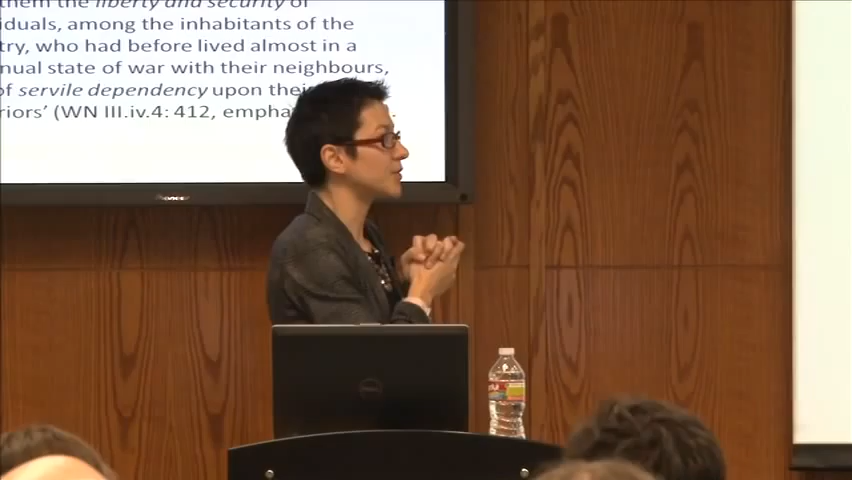 them the liberty and security of
iduals, among the inhabitants of the
try, who had before lived almost in a
nual state of war with their neighbours,
of servile dependency upon thei
riors' (WN III.iv.4: 412, empha
Pioneer
DELL